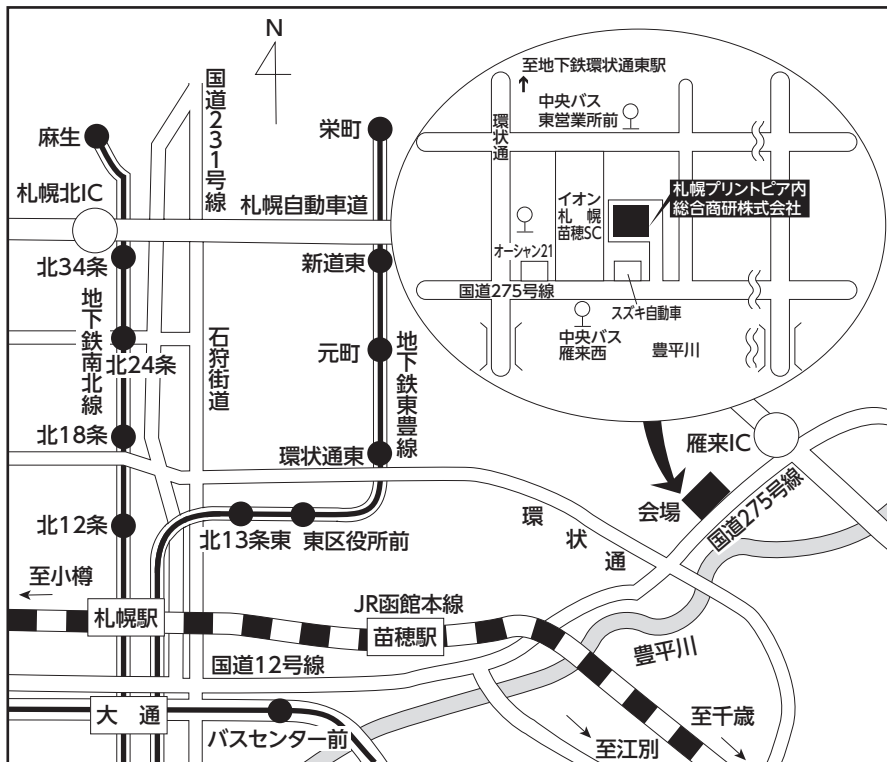 N
国道231号線
麻生
栄町
札幌北IC
札幌自動車道
北34条
新道東
地下鉄南北線
北24条
石狩街道
元町
地下鉄東豊線
北18条
環状通東
北12条
北13条東
東区役所前
環状通
至小樽
札幌駅
JR函館本線
苗穂駅
国道12号線
大通
バスセンター前
豊平川
至江別
至千歳
会場
雁来IC
国道275号線
至地下鉄環状通東駅
中央バス
東営業所前
環状通
イオン
札幌
苗穂SC
札幌プリントピア内
総合商研株式会社
オーシャン21
国道275号線
スズキ自動車
中央バス
雁来西
豊平川